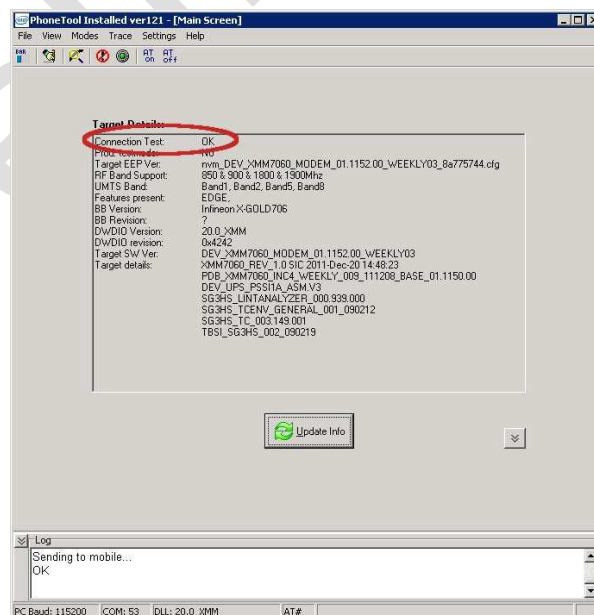 PhoneTool Installed ver121 - [Main Screen]
File View Modes Trace Settings Help
BAR AT on AT off
Target Details:
Connection Test: OK
Prod. testmode: No
Target EEP Ver: nvm_DEV_XMM7060_MODEM_01.1152.00_WEEKLY03_8a775744.cfg
RF Band Support: 850 & 900 & 1800 & 1900Mhz
UMTS Band: Band1, Band2, Band5, Band8
Features present: EDGE,
BB Version: Infineon X-GOLD706
BB Revision: ?
DWDIO Version: 20.0_XMM
DWDIO revision: 0x4242
Target SW Ver: DEV_XMM7060_MODEM_01.1152.00_WEEKLY03
Target details: XMM7060_REV_1.0 SIC 2011-Dec-20 14:48:23
PDB_XMM7060_INC4_WEEKLY_009_111208_BASE_01.1150.00
DEV_UPS_PSSI1A_ASM.V3
SG3HS_LINTANALYZER_000.939.000
SG3HS_TCENV_GENERAL_001_090212
SG3HS_TC_003.149.001
TBSI_SG3HS_002_090219
Update Info
Log
Sending to mobile...
OK
PC Baud: 115200 COM: 53 DLL: 20.0_XMM AT#